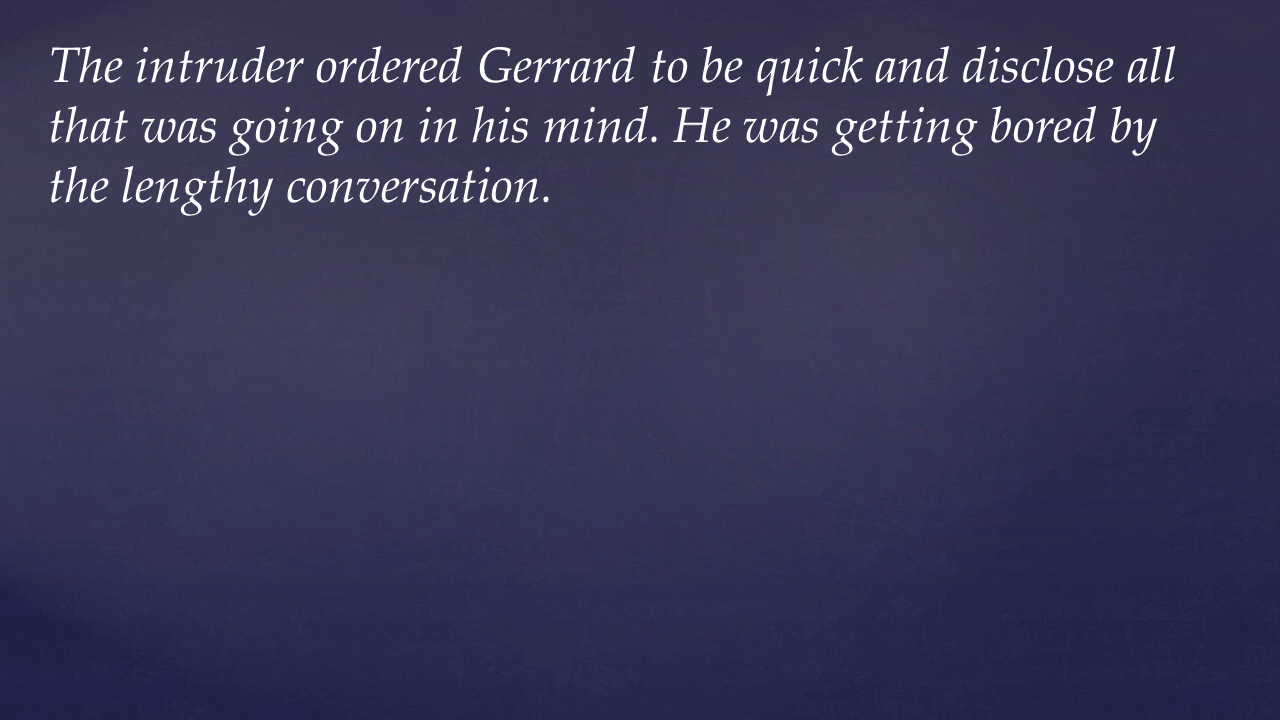 The intruder ordered Gerrard to be quick and disclose all
that was going on in his mind. He was getting bored by
the lengthy conversation.